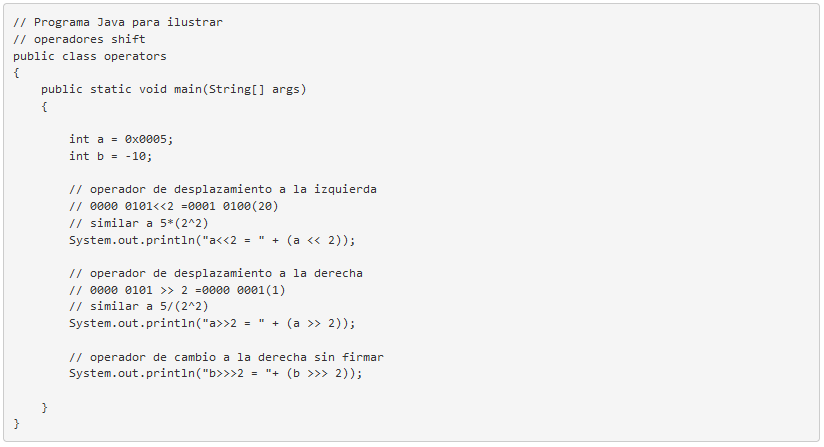 // Programa Java para ilustrar
// operadores shift
public class operators
{
    public static void main(String[] args)
    {

        int a = 0x0005;
        int b = -10;

        // operador de desplazamiento a la izquierda
        // 0000 0101<<2 =0001 0100(20)
        // similar a 5*(2^2)
        System.out.println("a<<2 = " + (a << 2));

        // operador de desplazamiento a la derecha
        // 0000 0101 >> 2 =0000 0001(1)
        // similar a 5/(2^2)
        System.out.println("a>>2 = " + (a >> 2));

        // operador de cambio a la derecha sin firmar
        System.out.println("b>>>2 = "+ (b >>> 2));

    }
}